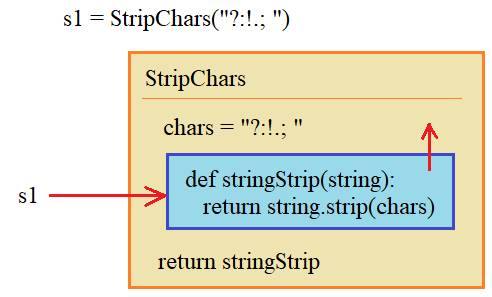 s1 = StripChars("?:!.; ")
StripChars
chars = "?:!.; "
def stringStrip(string):
return string.strip(chars)
s1
return stringStrip